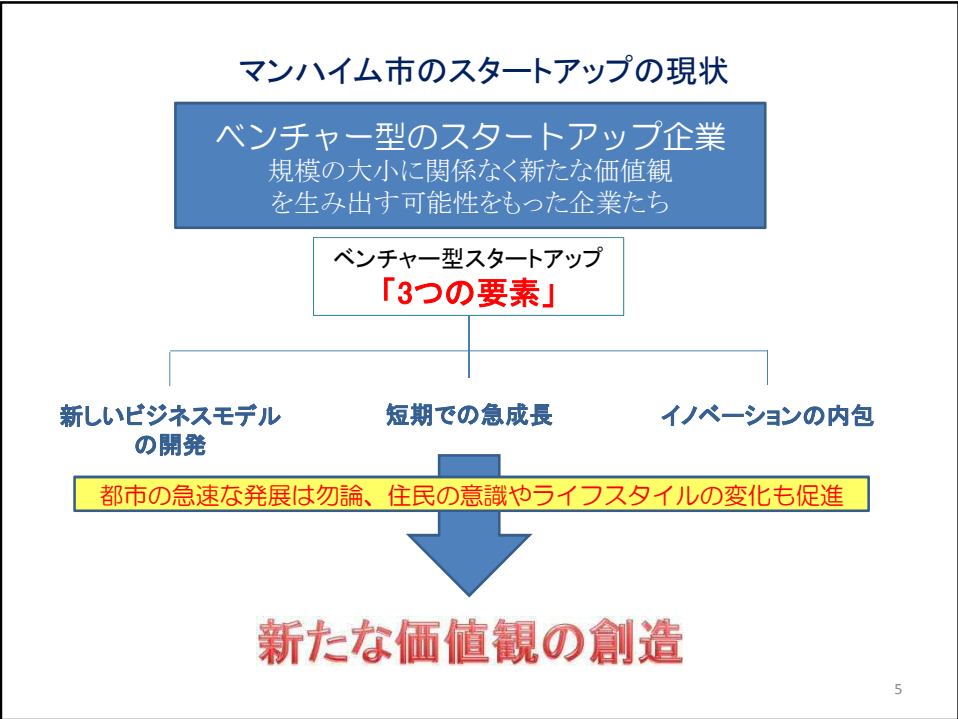 マンハイム市のスタートアップの現状
ベンチャー型のスタートアップ企業
規模の大小に関係なく新たな価値観
を生み出す可能性をもった企業たち
ベンチャー型スタートアップ
「3つの要素」
新しいビジネスモデル
の開発
短期での急成長
イノベーションの内包
都市の急速な発展は勿論、住民の意識やライフスタイルの変化も促進
新たな価値観の創造
5